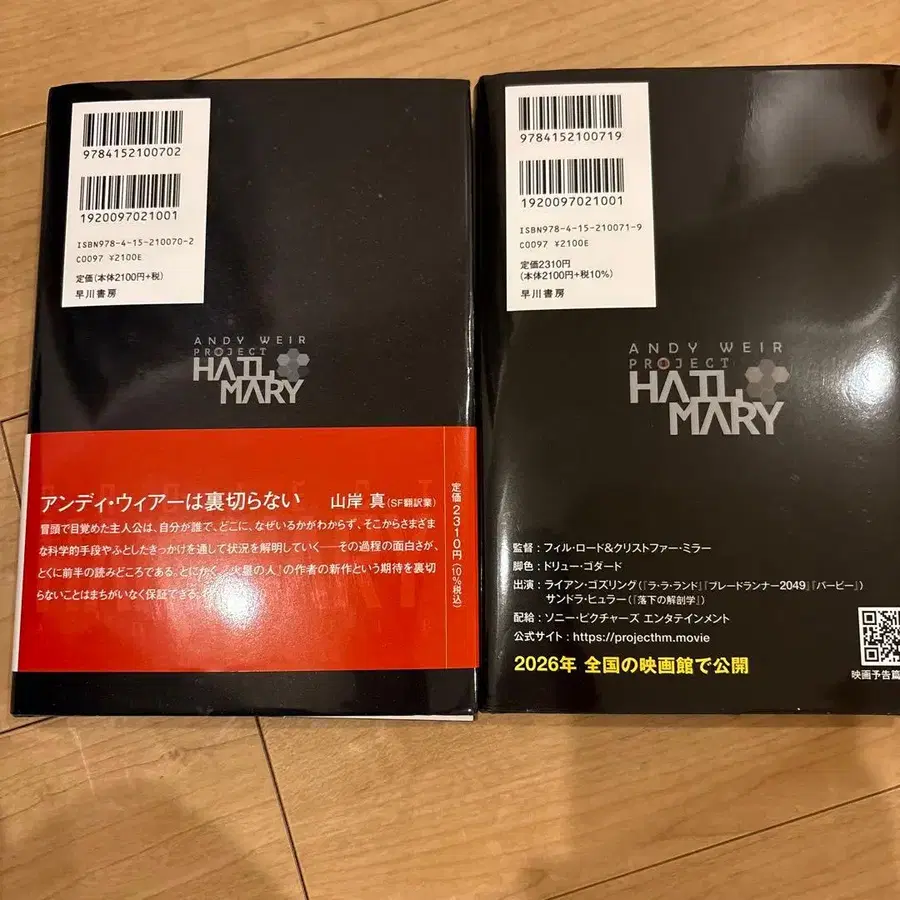 9784152100702
1920097021001
ISBN978-4-15-210070-2
C0097 ¥2100E
定価(本体2100円+税)
早川書房
ANDY WEIR
PROJECT
HAIL
MARY
アンディ・ウィアーは裏切らない 山岸 真(SF翻訳業)
冒頭で目覚めた主人公は、自分が誰で、どこに、なぜいるかがわからず、そこからさまざま
な科学的手段やふとしたきっかけを通して状況を解明していく――その過程の面白さが、
とくに前半の読みどころである。とにかく『火星の人』の作者の新作という期待を裏切
らないことはまちがいなく保証できる。
定価2310円(10%税込)
9784152100719
1920097021001
ISBN978-4-15-210071-9
C0097 ¥2100E
定価2310円
(本体2100円+税10%)
早川書房
ANDY WEIR
PROJECT
HAIL
MARY
監督:フィル・ロード&クリストファー・ミラー
脚色:ドリュー・ゴダード
出演:ライアン・ゴズリング(『ラ・ラ・ランド』『ブレードランナー2049』『バービー』)
サンドラ・ヒュラー(『落下の解剖学』)
配給:ソニー・ピクチャーズ エンタテインメント
公式サイト:https://projecthm.movie
2026年 全国の映画館で公開
映画予告篇